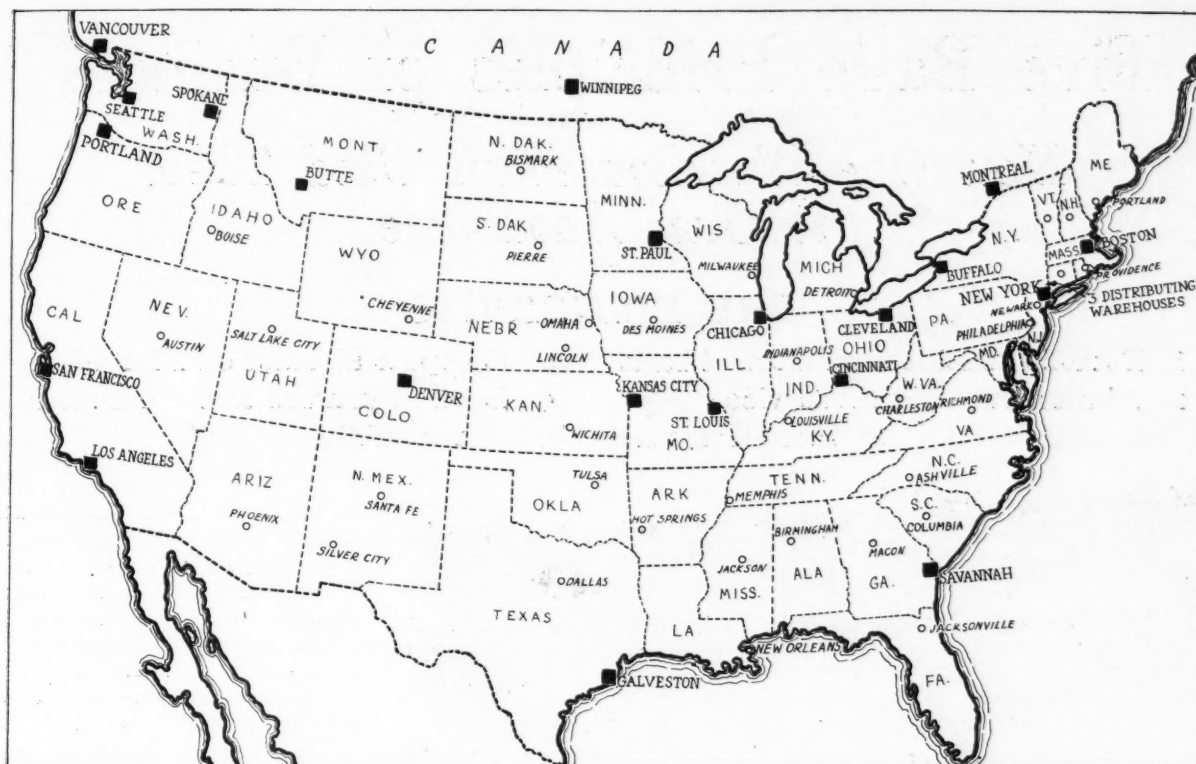 VANCOUVER
C A N A D A
WINNIPEG
SPOKANE
SEATTLE
WASH.
PORTLAND
MONT.
N. DAK.
BISMARK
BUTTE
MONTREAL
ME
VT.
N.H.
PORTLAND
ORE
IDAHO
BOISE
MINN.
S. DAK
PIERRE
ST. PAUL
WIS
N.Y.
MASS
BOSTON
WYO
MILWAUKEE
MICH
DETROIT
BUFFALO
PROVIDENCE
NEW YORK
3 DISTRIBUTING
WAREHOUSES
NEWARK
CHEYENNE
IOWA
NEV.
CAL
NEBR
OMAHA
DES MOINES
CHICAGO
CLEVELAND
PA.
PHILADELPHIA
N.J.
AUSTIN
SALT LAKE CITY
LINCOLN
ILL
INDIANAPOLIS
OHIO
MD.
SAN FRANCISCO
UTAH
DENVER
COLO
KANSAS CITY
IND.
CINCINNATI
W. VA.
KAN.
CHARLESTON
RICHMOND
ST. LOUIS
LOUISVILLE
WICHITA
MO.
KY.
VA
LOS ANGELES
ARIZ
N. MEX.
SANTA FE
TULSA
OKLA
ARK
TENN.
MEMPHIS
N.C.
ASHVILLE
PHOENIX
HOT SPRINGS
S.C.
COLUMBIA
SILVER CITY
BIRMINGHAM
MACON
DALLAS
JACKSON
MISS.
ALA
GA.
SAVANNAH
TEXAS
LA
JACKSONVILLE
NEW ORLEANS
GALVESTON
FA.